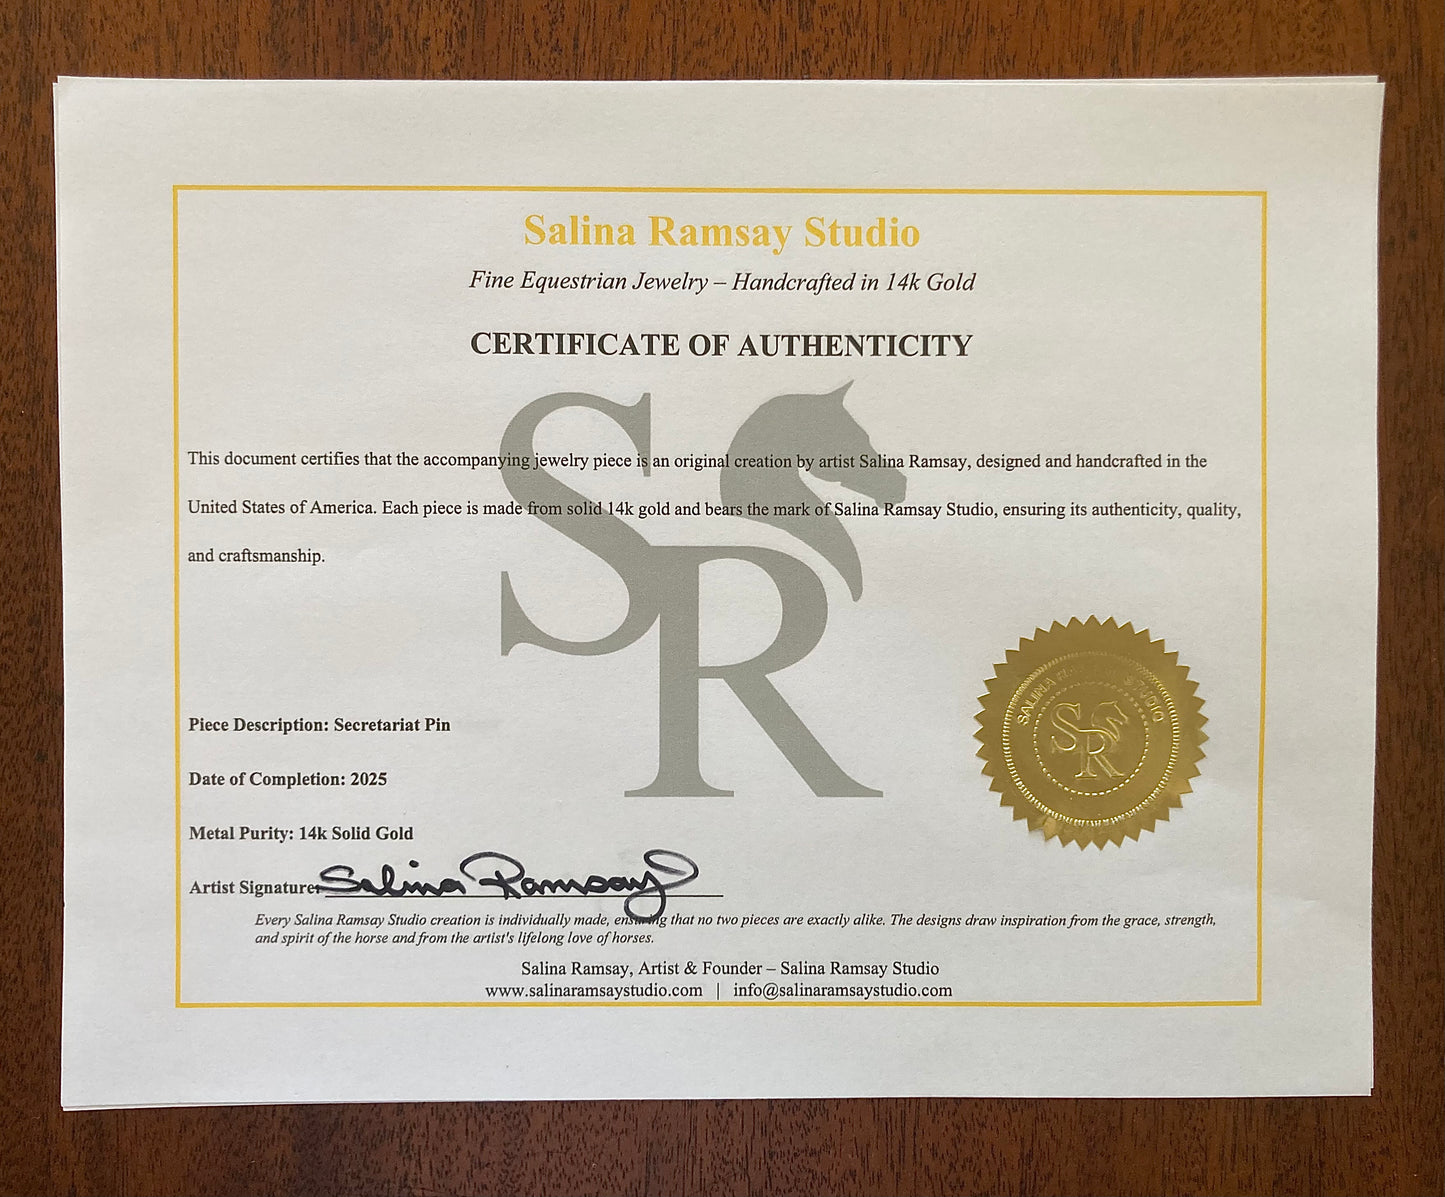 Salina Ramsay Studio
Fine Equestrian Jewelry – Handcrafted in 14k Gold
CERTIFICATE OF AUTHENTICITY
SR
This document certifies that the accompanying jewelry piece is an original creation by artist Salina Ramsay, designed and handcrafted in the
United States of America. Each piece is made from solid 14k gold and bears the mark of Salina Ramsay Studio, ensuring its authenticity, quality,
and craftsmanship.
SALINA STUDIO
SR
Piece Description: Secretariat Pin
Date of Completion: 2025
Metal Purity: 14k Solid Gold
Artist Signature: Salina Ramsay
Every Salina Ramsay Studio creation is individually made, ensuring that no two pieces are exactly alike. The designs draw inspiration from the grace, strength,
and spirit of the horse and from the artist's lifelong love of horses.
Salina Ramsay, Artist & Founder – Salina Ramsay Studio
www.salinaramsaystudio.com | info@salinaramsaystudio.com